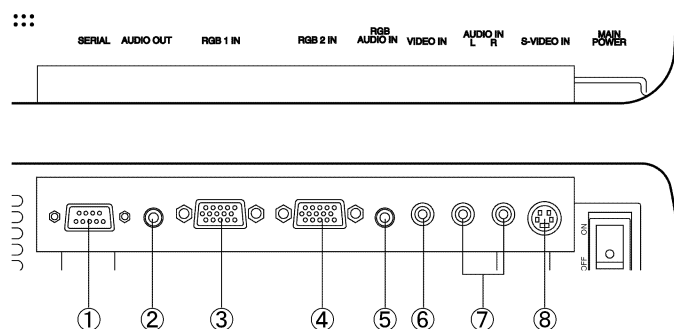 SERIAL AUDIO OUT RGB 1 IN RGB 2 IN RGB AUDIO IN VIDEO IN AUDIO IN L R S-VIDEO IN MAIN POWER
ON
OFF
① ② ③ ④ ⑤ ⑥ ⑦ ⑧